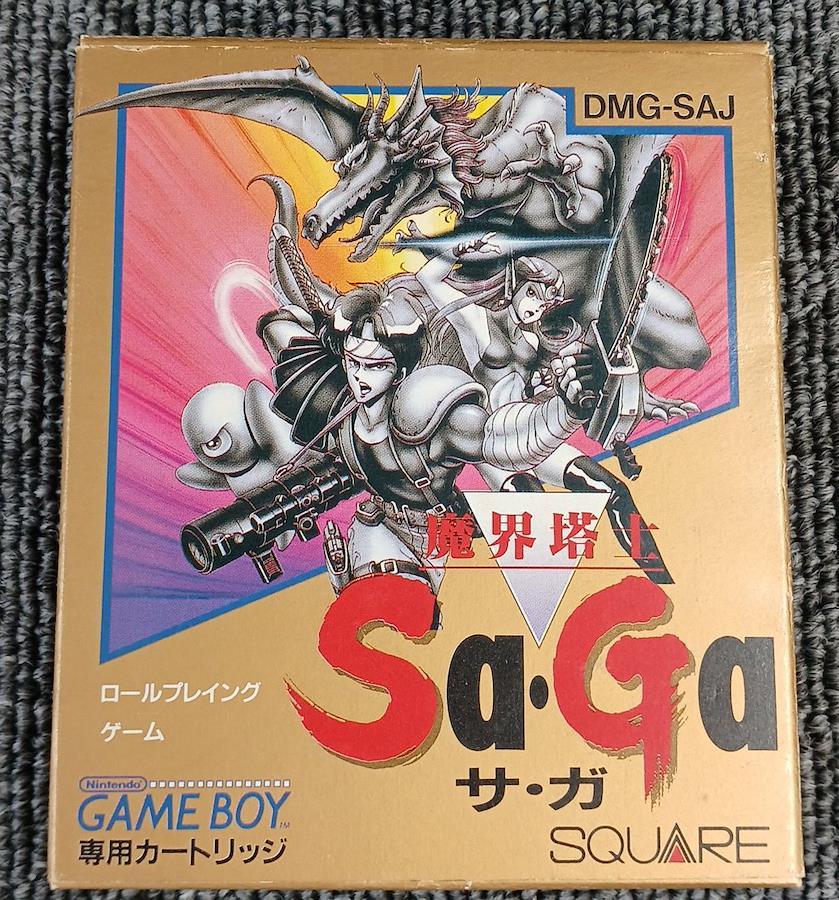 DMG-SAJ
魔界塔士
Sa・Ga
サ・ガ
ロールプレイング
ゲーム
Nintendo
GAME BOY™
専用カートリッジ
SQUARE